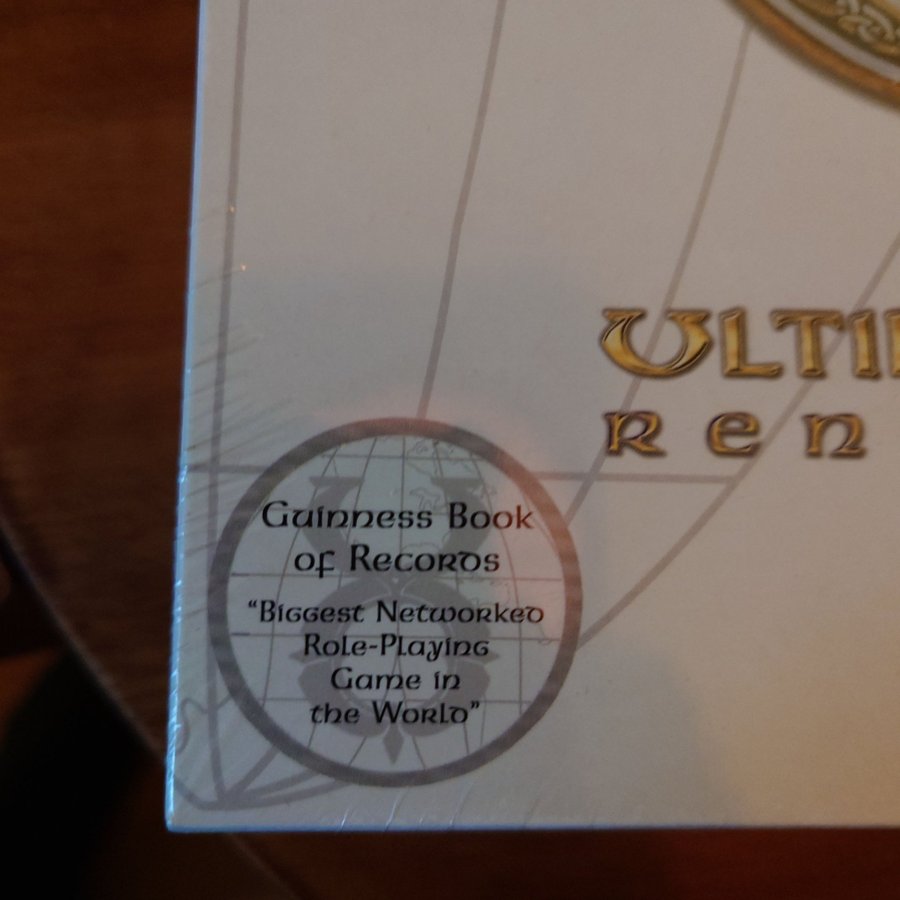 ULTI
Ren
Guinness Book
of Records
"Biggest Networked
Role-Playing
Game in
the World"